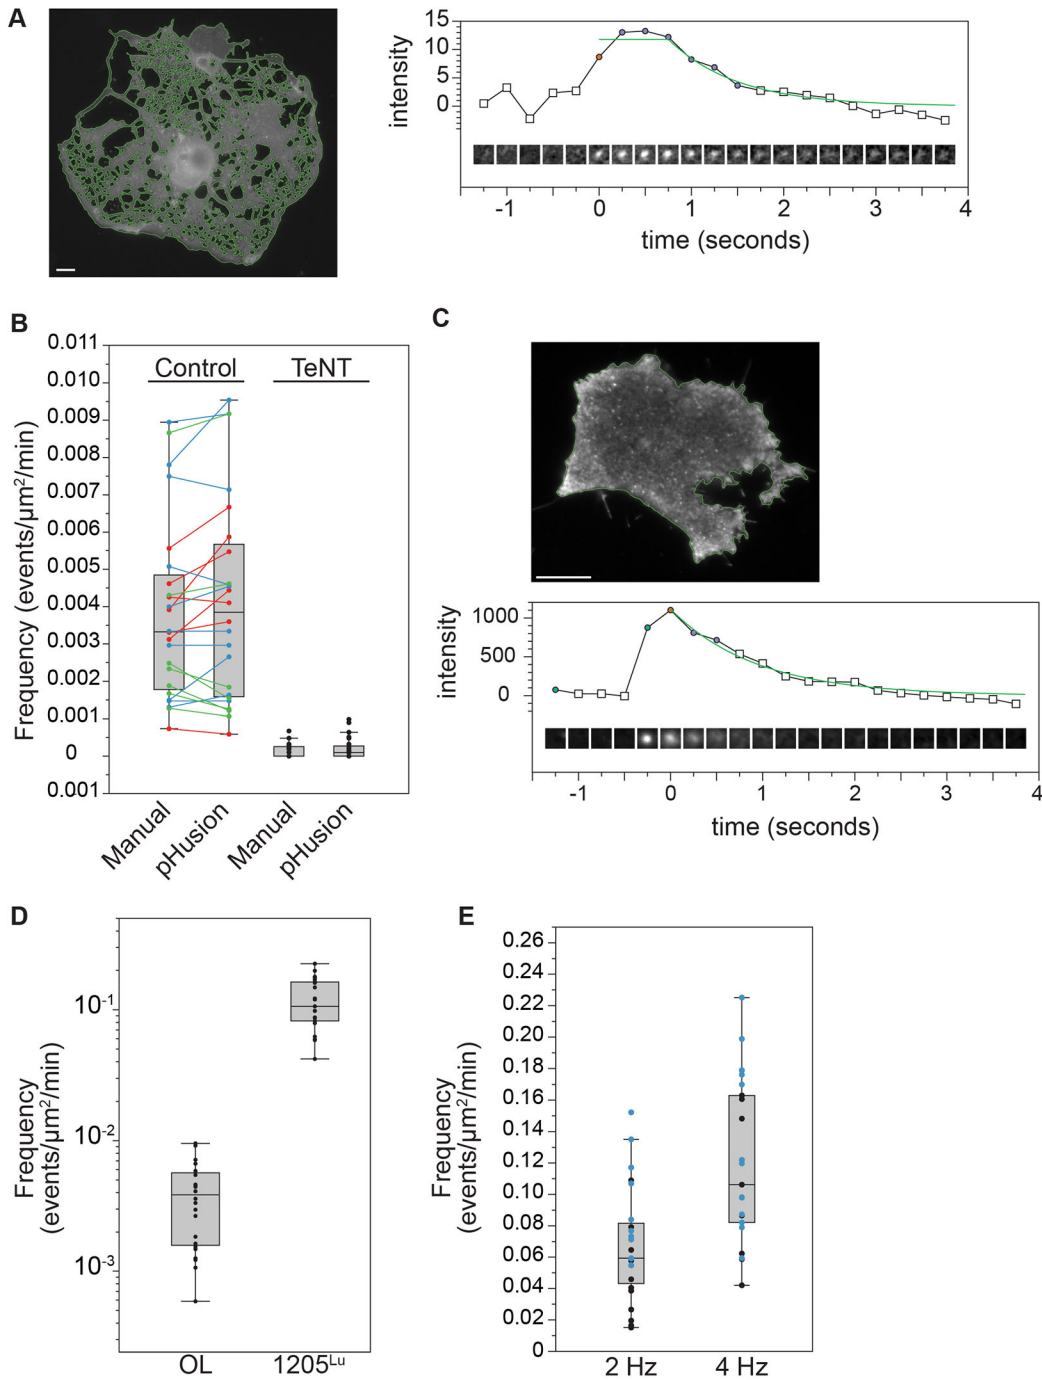 A
intensity
15
10
5
0
-1 0 1 2 3 4
time (seconds)
B
Frequency (events/µm²/min)
0.011
0.010
0.009
0.008
0.007
0.006
0.005
0.004
0.003
0.002
0.001
0
0.001
Control TeNT
Manual pHusion Manual pHusion
C
intensity
1000
500
0
-1 0 1 2 3 4
time (seconds)
D
Frequency
(events/µm²/min)
10⁻¹
10⁻²
10⁻³
OL 1205ᴸᵘ
E
Frequency
(events/µm²/min)
0.26
0.24
0.22
0.20
0.18
0.16
0.14
0.12
0.10
0.08
0.06
0.04
0.02
0
2 Hz 4 Hz